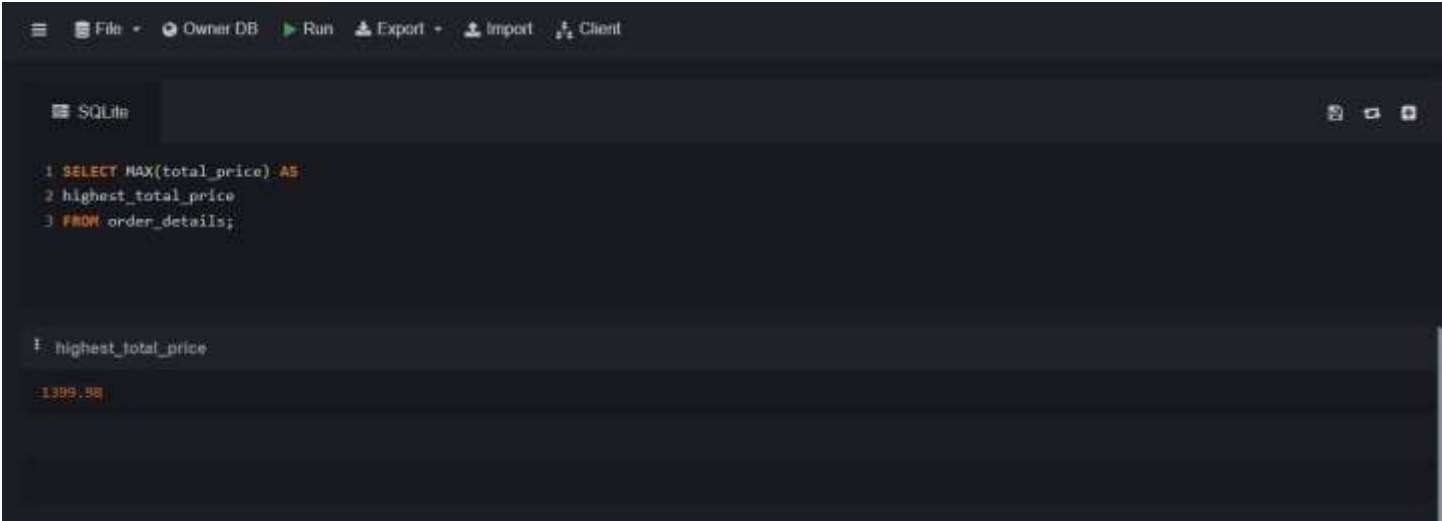 File Owner DB Run Export Import Client
SQLite
1 SELECT MAX(total_price) AS
2 highest_total_price
3 FROM order_details;
highest_total_price
1399.98